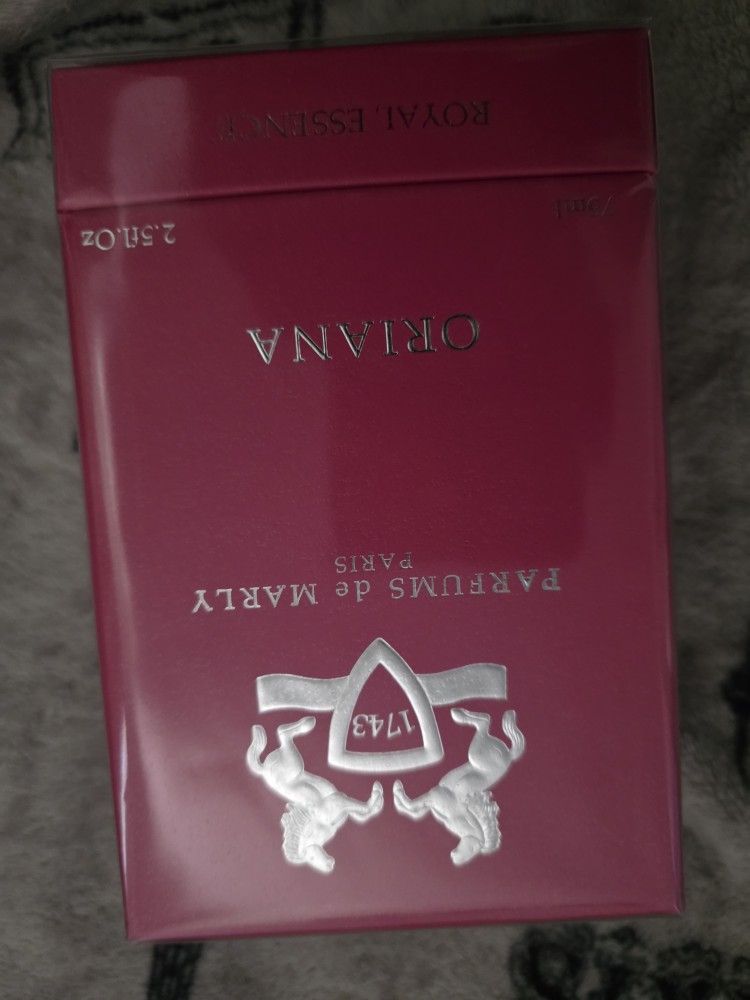 1743
PARFUMS de MARLY
PARIS
ORIANA
2.5fl.Oz 75ml
ROYAL ESSENCE